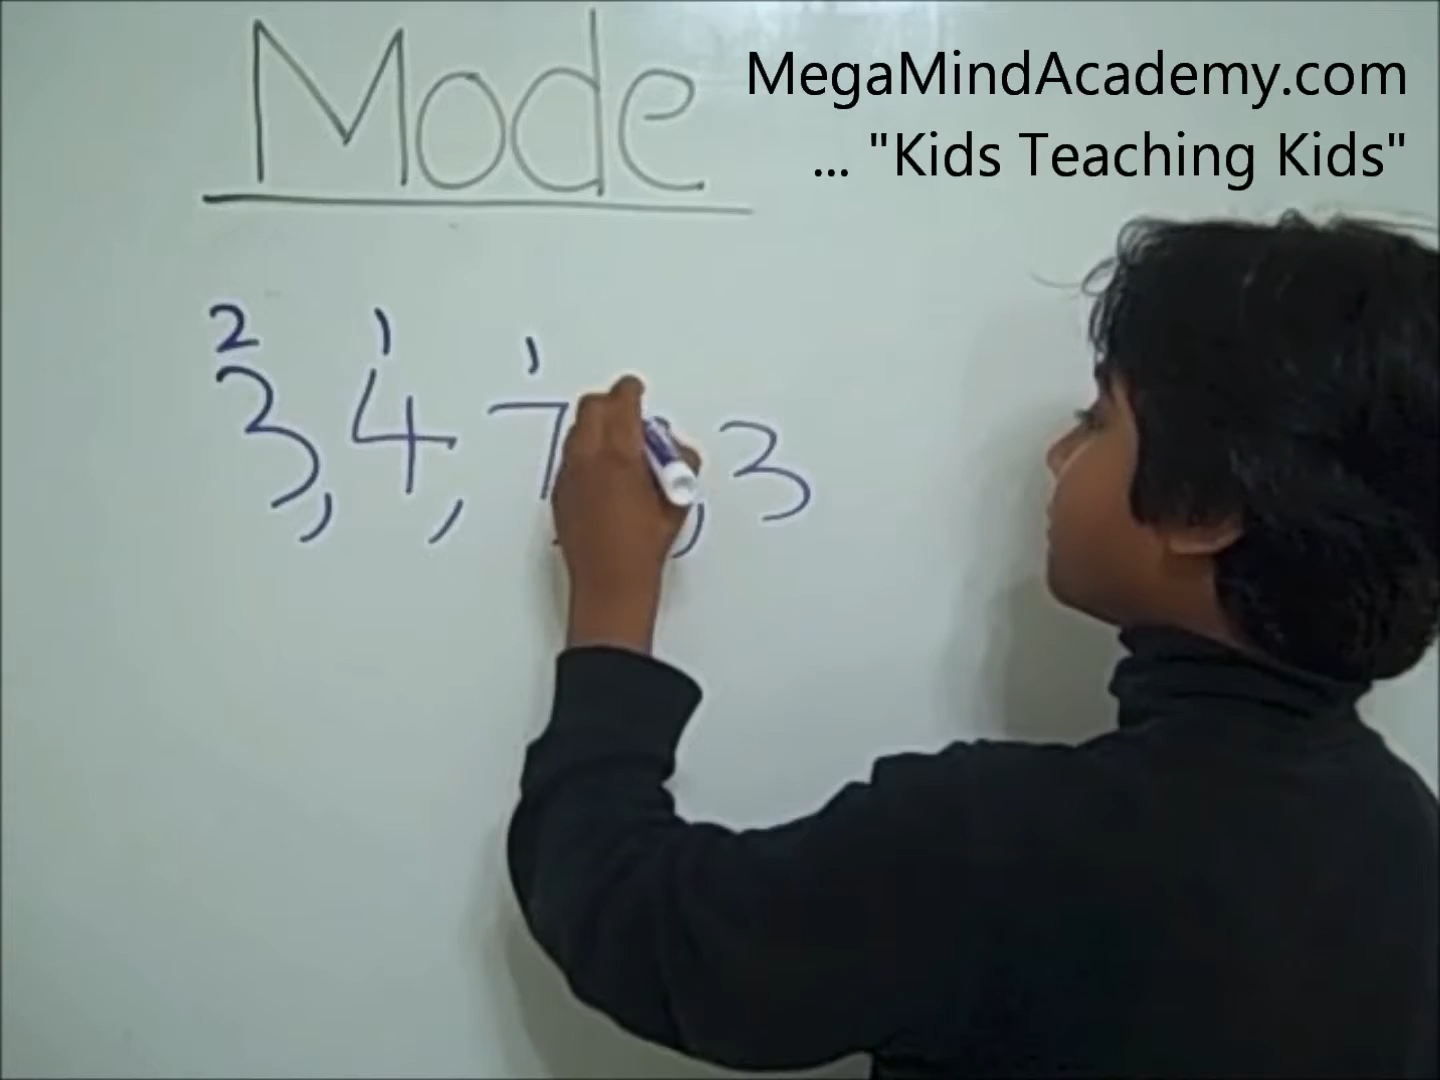 Mode
MegaMindAcademy.com
... "Kids Teaching Kids"
2 1 1
3, 4, 7 , 3